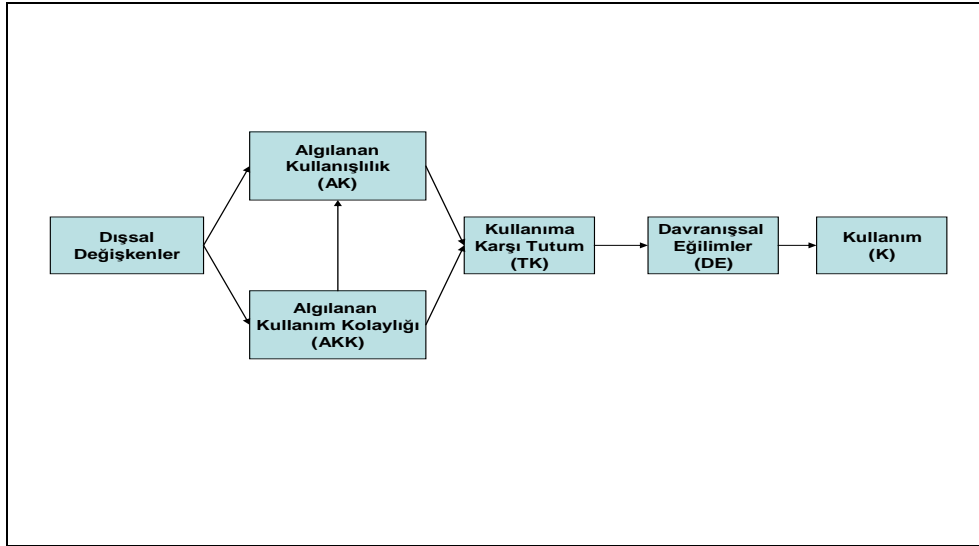 Algılanan
Kullanışlılık
(AK)
Dışsal
Değişkenler
Kullanıma
Karşı Tutum
(TK)
Davranışsal
Eğilimler
(DE)
Kullanım
(K)
Algılanan
Kullanım Kolaylığı
(AKK)